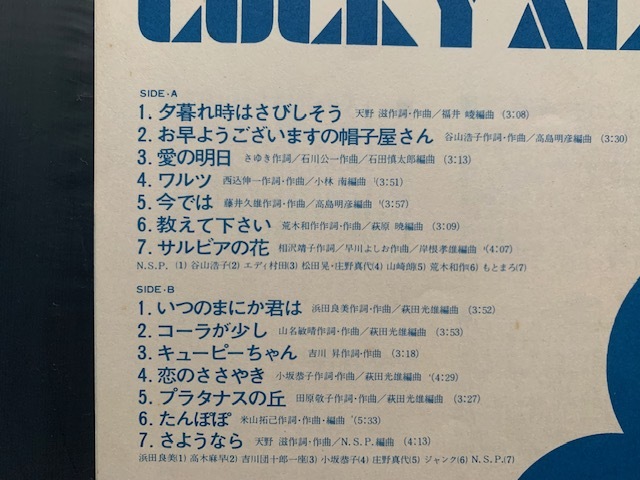 LUCKY
SIDE-A
1. 夕暮れ時はさびしそう 天野 滋作詞・作曲／福井 崚編曲 (3:08)
2. お早ようございますの帽子屋さん 谷山浩子作詞・作曲／高島明彦編曲 (3:30)
3. 愛の明日 さゆき作詞／石川公一作曲／石田慎太郎編曲 (3:13)
4. ワルツ 西込伸一作詞・作曲／小林 南編曲 (3:51)
5. 今では 藤井久雄作詞・作曲／高島明彦編曲 (3:57)
6. 教えて下さい 荒木和作作詞・作曲／萩原 暁編曲 (3:09)
7. サルビアの花 相沢靖子作詞／早川よしお作曲／岸根孝雄編曲 (4:07)
N.S.P. (1) 谷山浩子(2) エディ村田(3) 松田晃・庄野真代(4) 山崎朗(5) 荒木和作(6) もとまろ(7)
SIDE-B
1. いつのまにか君は 浜田良美作詞・作曲／萩田光雄編曲 (3:52)
2. コーラが少し 山名敏晴作詞・作曲／萩田光雄編曲 (3:53)
3. キューピーちゃん 吉川 昇作詞・作曲 (3:18)
4. 恋のささやき 小坂恭子作詞・作曲／萩田光雄編曲 (4:29)
5. プラタナスの丘 田原敬子作詞・作曲／萩田光雄編曲 (3:27)
6. たんぽぽ 米山拓己作詞・作曲・編曲 (5:33)
7. さようなら 天野 滋作詞・作曲／N.S.P.編曲 (4:13)
浜田良美(1) 高木麻早(2) 吉川団十郎一座(3) 小坂恭子(4) 庄野真代(5) ジャンク(6) N.S.P.(7)